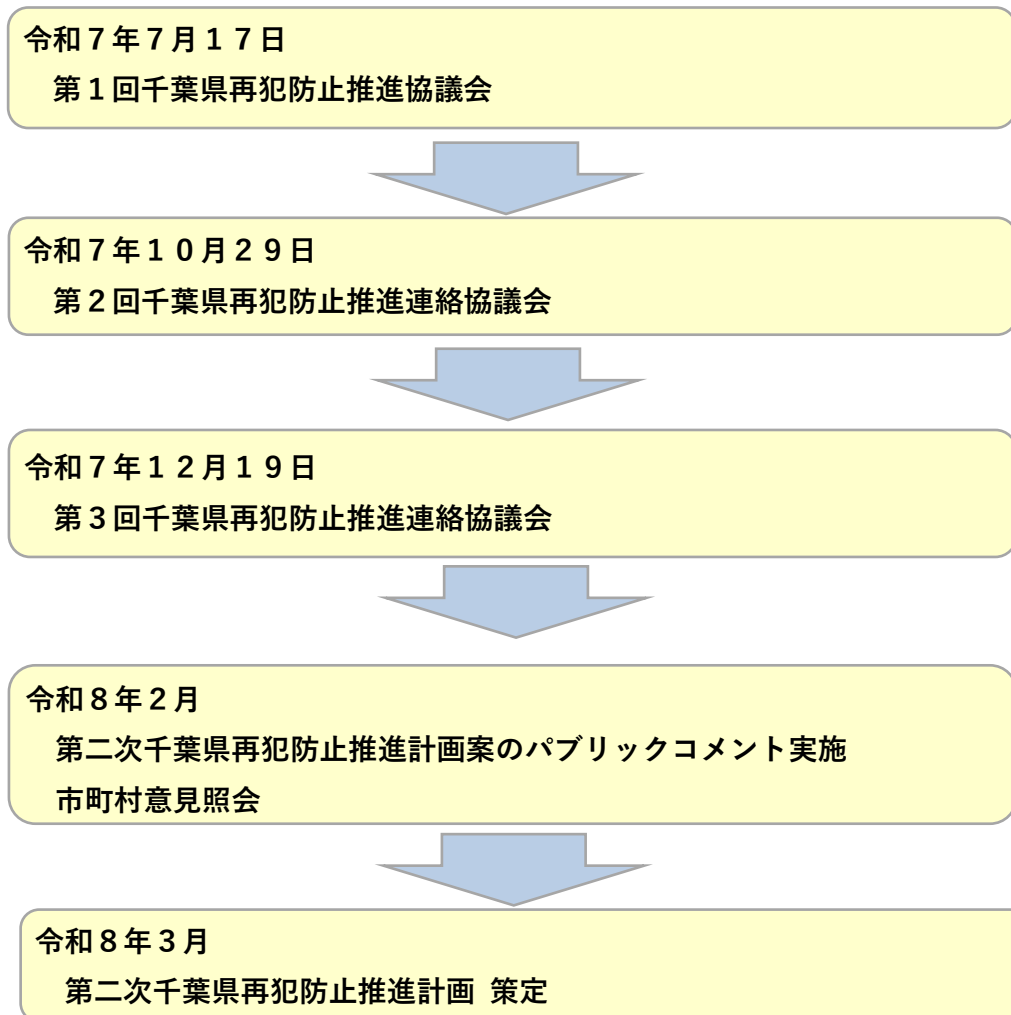 令和７年７月１７日
第１回千葉県再犯防止推進協議会
令和７年１０月２９日
第２回千葉県再犯防止推進連絡協議会
令和７年１２月１９日
第３回千葉県再犯防止推進連絡協議会
令和８年２月
第二次千葉県再犯防止推進計画案のパブリックコメント実施
市町村意見照会
令和８年３月
第二次千葉県再犯防止推進計画 策定